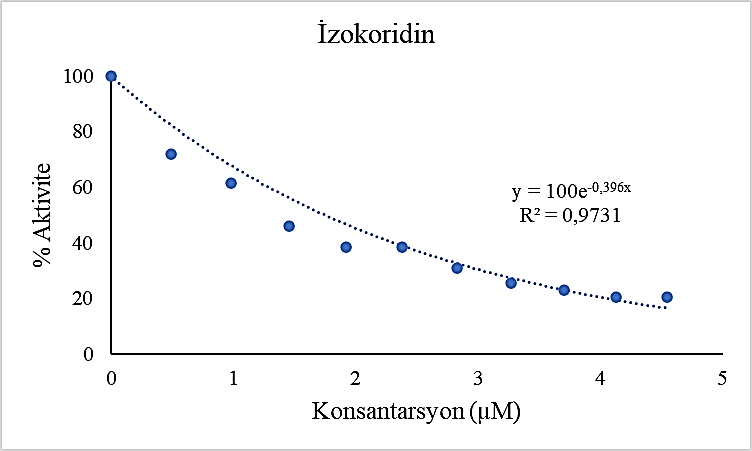 İzokoridin
100
80
60
40
20
0
% Aktivite
y = 100e-0,396x
R² = 0,9731
0 1 2 3 4 5
Konsantarsyon (µM)